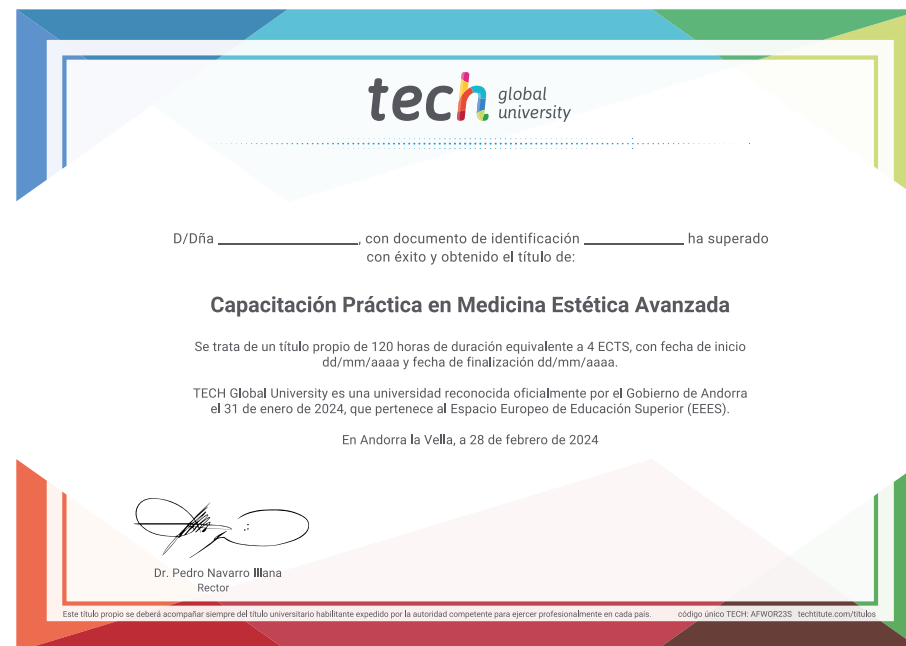 tech global university
D/Dña ____________________, con documento de identificación ______________ ha superado
con éxito y obtenido el título de:
Capacitación Práctica en Medicina Estética Avanzada
Se trata de un título propio de 120 horas de duración equivalente a 4 ECTS, con fecha de inicio
dd/mm/aaaa y fecha de finalización dd/mm/aaaa.
TECH Global University es una universidad reconocida oficialmente por el Gobierno de Andorra
el 31 de enero de 2024, que pertenece al Espacio Europeo de Educación Superior (EEES).
En Andorra la Vella, a 28 de febrero de 2024
Dr. Pedro Navarro Illana
Rector
Este título propio se deberá acompañar siempre del título universitario habilitante expedido por la autoridad competente para ejercer profesionalmente en cada país. código único TECH: AFWOR23S techtitute.com/titulos